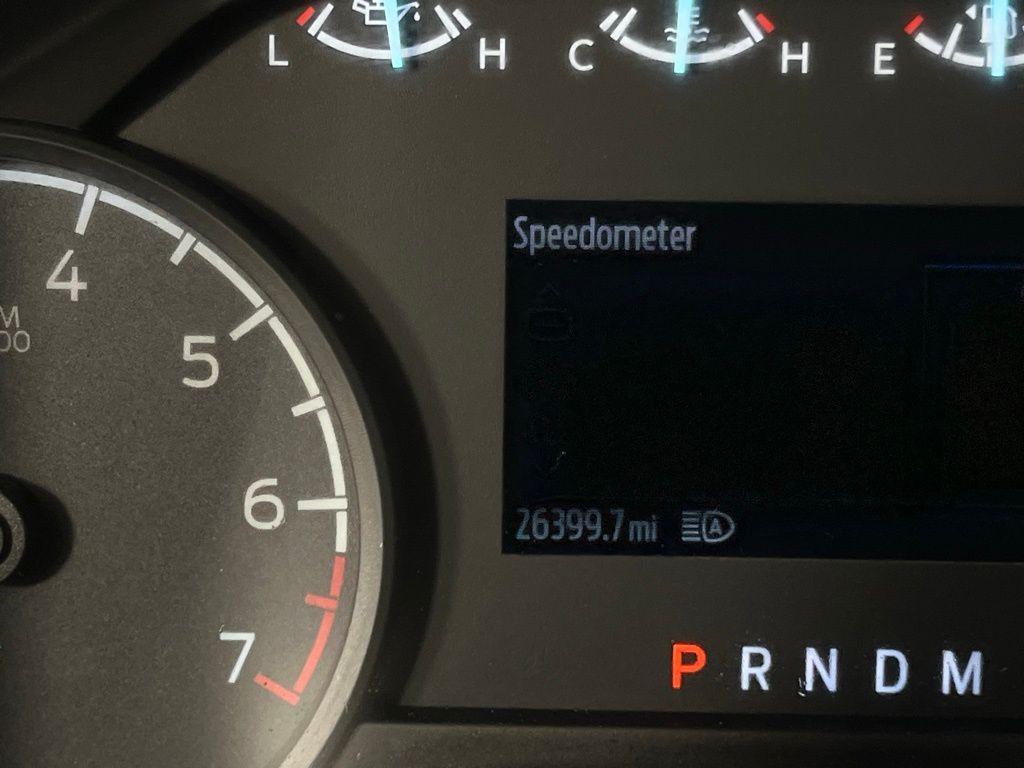 L H C H E
Speedometer
4
5
6
7
26399.7 mi A
P R N D M